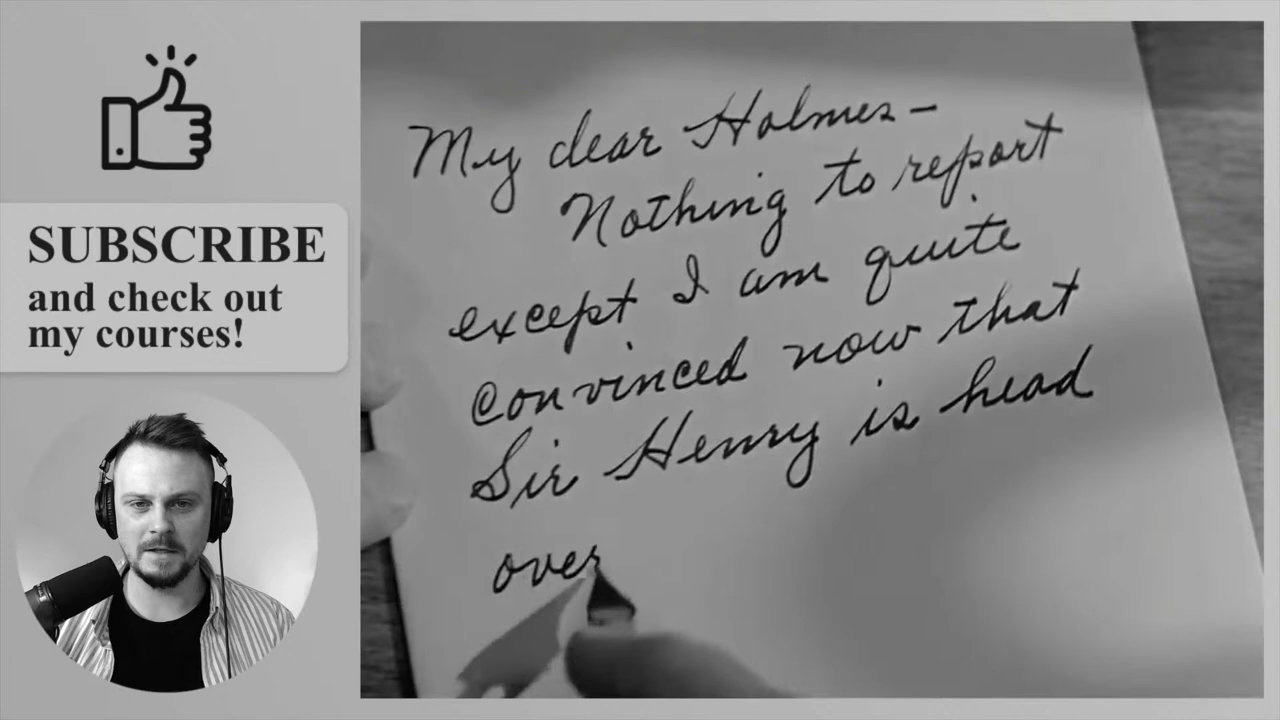 SUBSCRIBE
and check out
my courses!
My dear Holmes–
Nothing to report
except I am quite
convinced now that
Sir Henry is head
over